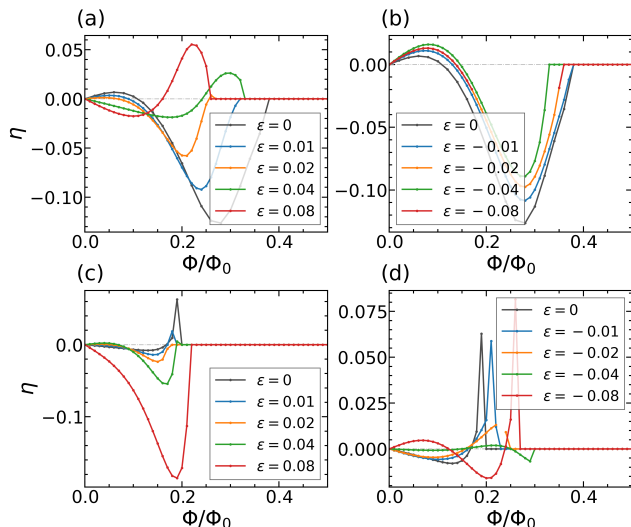 (a)
0.05
0.00
−0.05
−0.10
η
ε = 0
ε = 0.01
ε = 0.02
ε = 0.04
ε = 0.08
0.0
0.2
0.4
Φ/Φ₀
(b)
0.05
0.00
−0.05
−0.10
ε = 0
ε = − 0.01
ε = − 0.02
ε = − 0.04
ε = − 0.08
0.0
0.2
0.4
Φ/Φ₀
(c)
0.0
−0.1
η
ε = 0
ε = 0.01
ε = 0.02
ε = 0.04
ε = 0.08
0.0
0.2
0.4
Φ/Φ₀
(d)
0.075
0.050
0.025
0.000
ε = 0
ε = − 0.01
ε = − 0.02
ε = − 0.04
ε = − 0.08
0.0
0.2
0.4
Φ/Φ₀